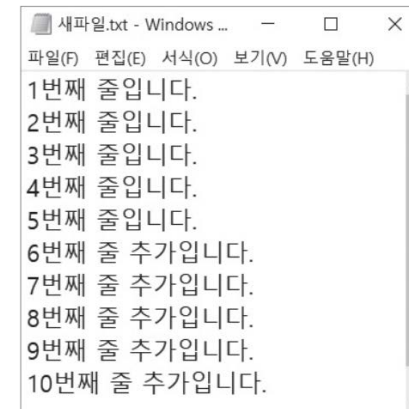 새파일.txt - Windows ...
파일(F) 편집(E) 서식(O) 보기(V) 도움말(H)
1번째 줄입니다.
2번째 줄입니다.
3번째 줄입니다.
4번째 줄입니다.
5번째 줄입니다.
6번째 줄 추가입니다.
7번째 줄 추가입니다.
8번째 줄 추가입니다.
9번째 줄 추가입니다.
10번째 줄 추가입니다.